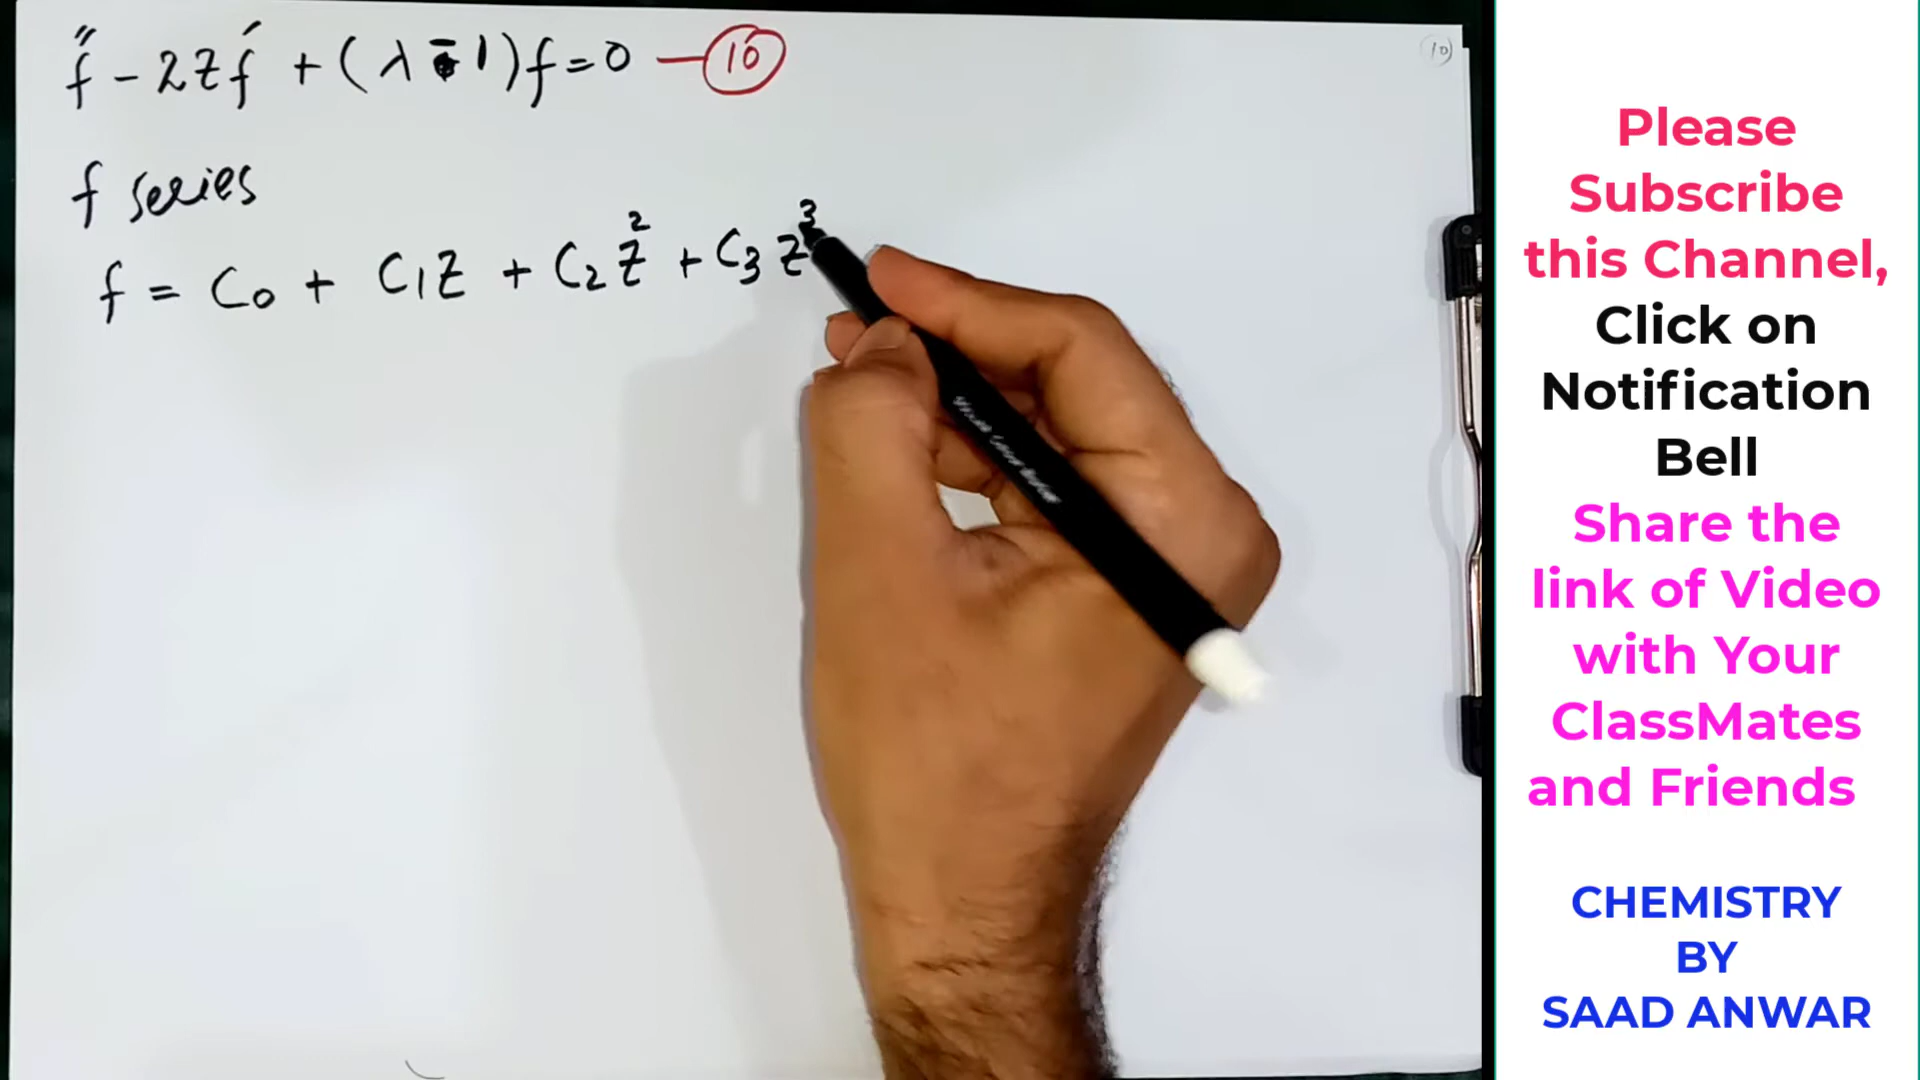 f″ - 2Zf′ + (λ - 1)f = 0 — 10
10
f series
f = C₀ + C₁Z + C₂Z² + C₃Z³
Please
Subscribe
this Channel,
Click on
Notification
Bell
Share the
link of Video
with Your
ClassMates
and Friends
CHEMISTRY
BY
SAAD ANWAR